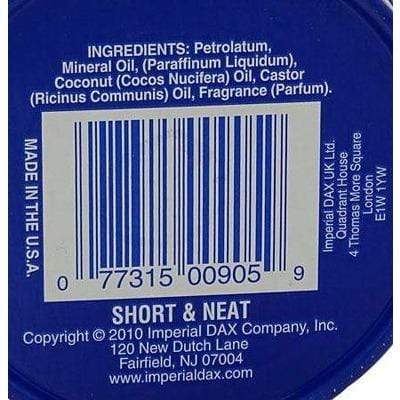 INGREDIENTS: Petrolatum,
Mineral Oil, (Paraffinum Liquidum),
Coconut (Cocos Nucifera) Oil, Castor
(Ricinus Communis) Oil, Fragrance (Parfum).
MADE IN THE U.S.A.
0 77315 00905 9
Imperial DAX UK Ltd.
Quadrant House
4 Thomas More Square
London
E1W 1YW
SHORT & NEAT
Copyright © 2010 Imperial DAX Company, Inc.
120 New Dutch Lane
Fairfield, NJ 07004
www.imperialdax.com